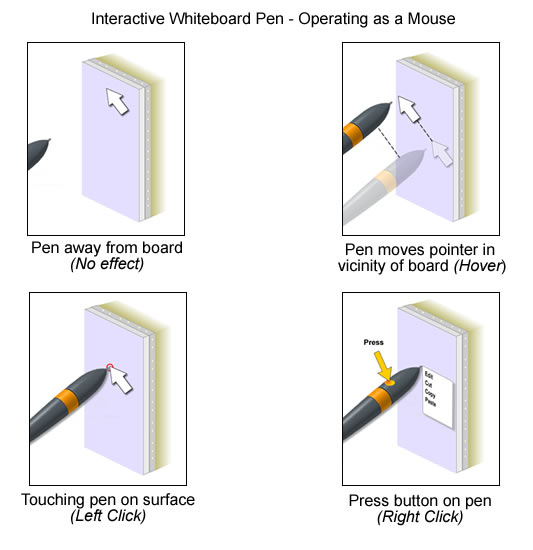 Interactive Whiteboard Pen - Operating as a Mouse
Pen away from board
(No effect)
Pen moves pointer in
vicinity of board (Hover)
Press
Edit
Cut
Copy
Paste
Touching pen on surface
(Left Click)
Press button on pen
(Right Click)